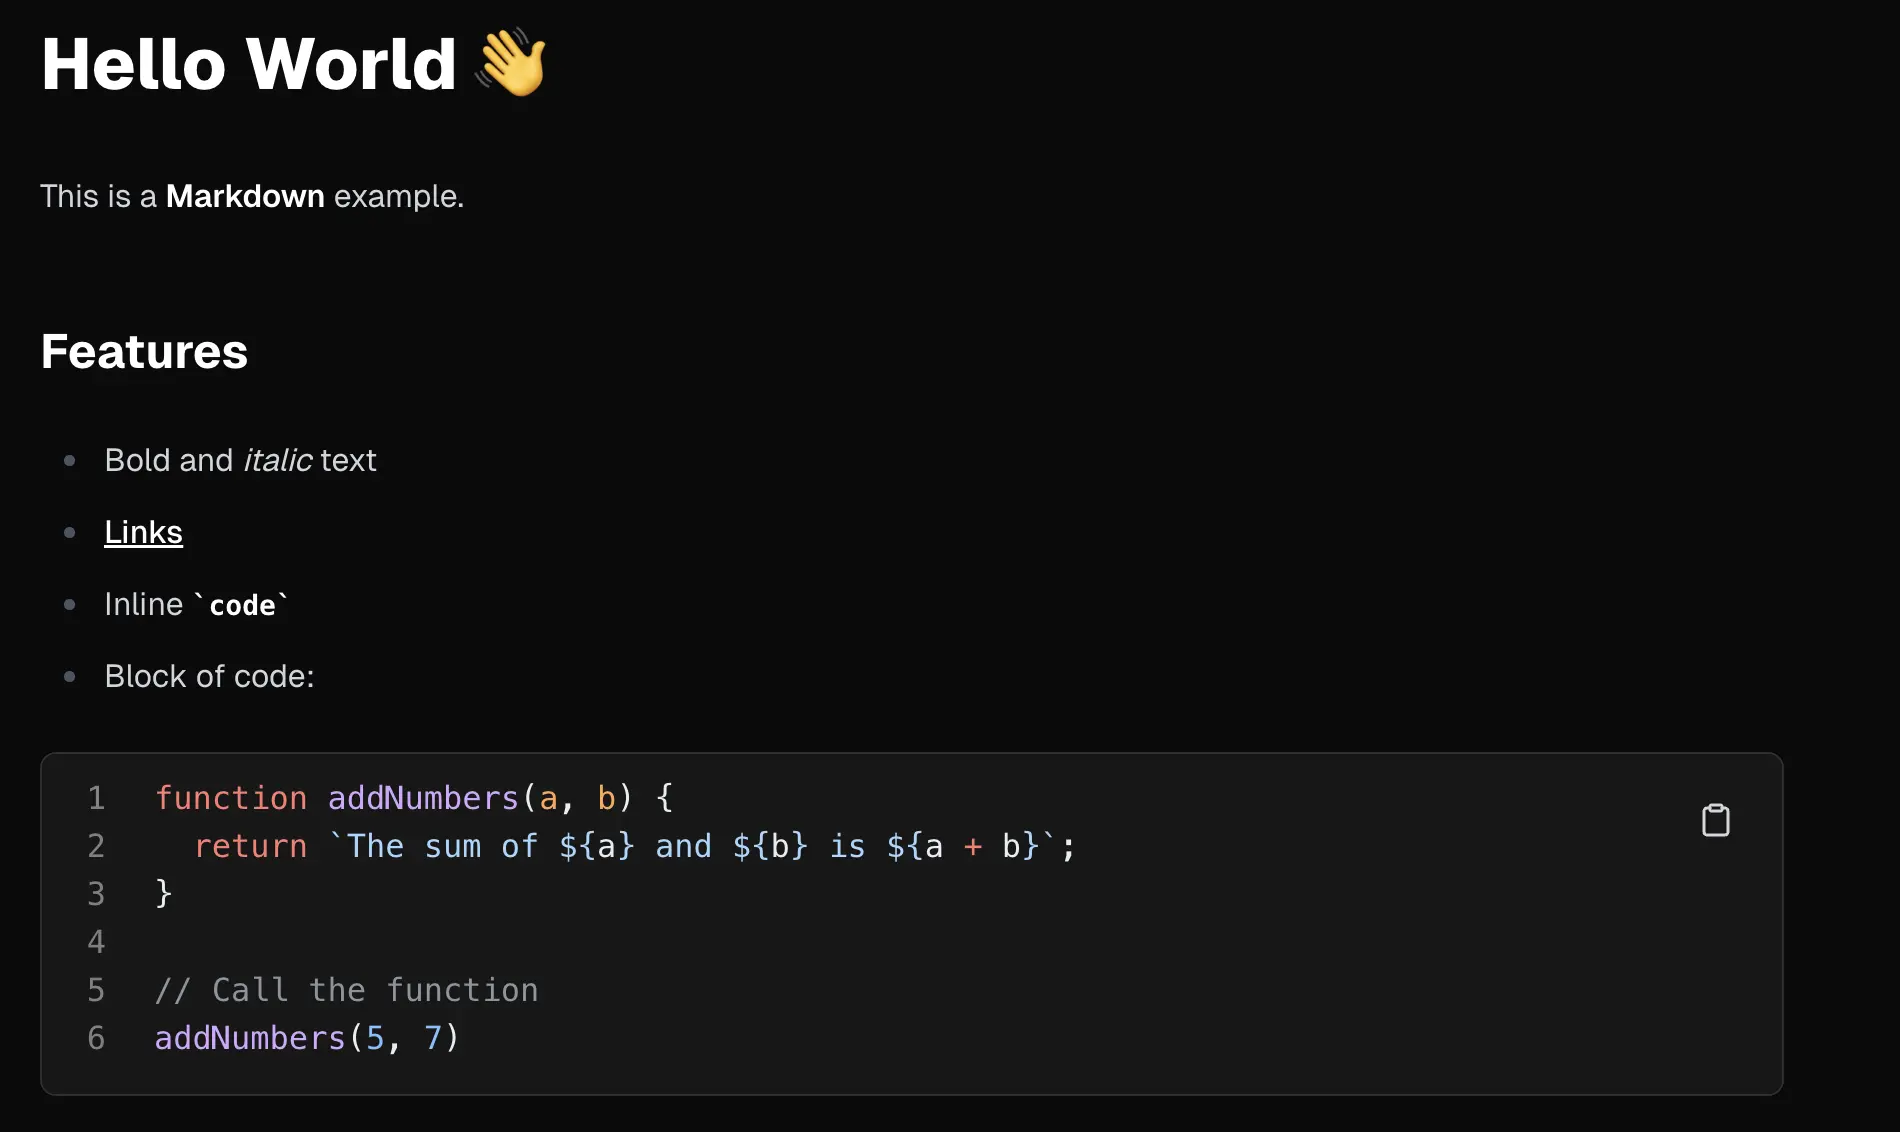 Hello World 👋
This is a Markdown example.
Features
Bold and italic text
Links
Inline `code`
Block of code:
1 function addNumbers(a, b) {
2   return `The sum of ${a} and ${b} is ${a + b}`;
3 }
4
5 // Call the function
6 addNumbers(5, 7)